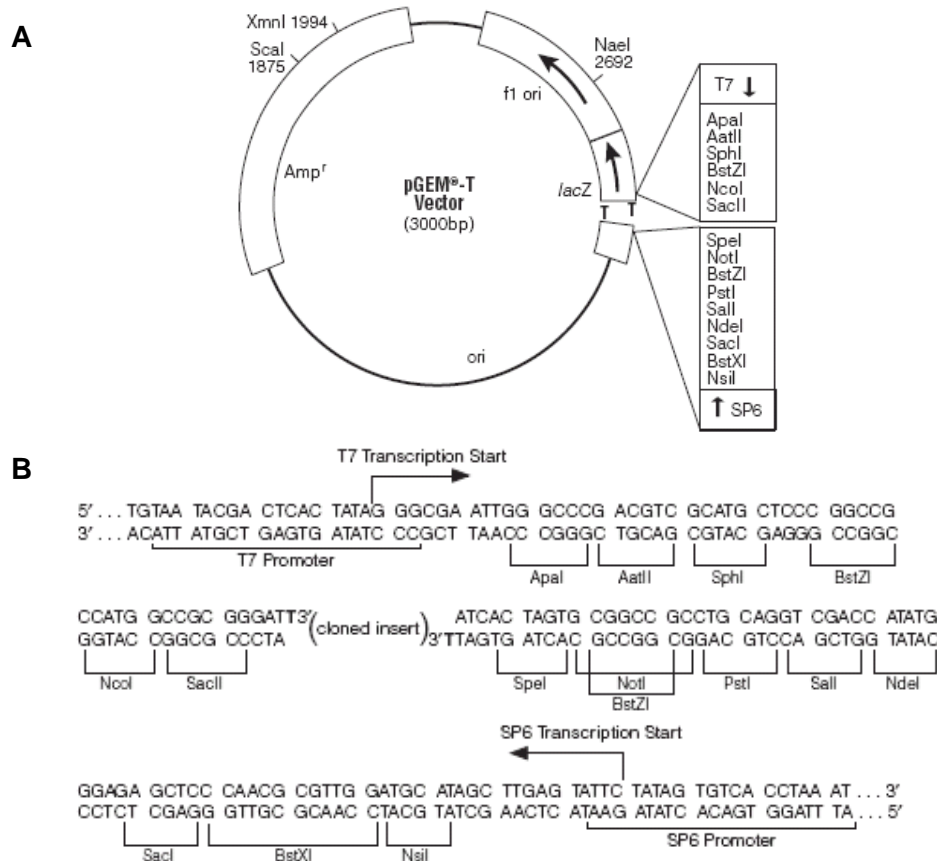 A
XmnI 1994
ScaI
1875
NaeI
2692
f1 ori
T7 ↓
ApaI
AatII
SphI
BstZI
NcoI
SacII
Ampr
pGEM®-T
Vector
(3000bp)
lacZ
T T
SpeI
NotI
BstZI
PstI
SalI
NdeI
SacI
BstXI
NsiI
↑ SP6
ori
B
T7 Transcription Start
5′ . . . TGTAA TACGA CTCAC TATAG GGCGA ATTGG GCCCG ACGTC GCATG CTCCC GGCCG
3′ . . . ACATT ATGCT GAGTG ATATC CCGCT TAACC CGGGC TGCAG CGTAC GAGGG CCGGC
T7 Promoter
ApaI AatII SphI BstZI
CCATG GCCGC GGGATT3′ (cloned insert) ATCAC TAGTG CGGCC GCCTG CAGGT CGACC ATATG
GGTAC CGGCG CCCTA 3′TTAGTG ATCAC GCCGG CGGAC GTCCA GCTGG TATAC
NcoI SacII SpeI NotI PstI SalI NdeI
BstZI
SP6 Transcription Start
GGAGA GCTCC CAACG CGTTG GATGC ATAGC TTGAG TATTC TATAG TGTCA CCTAA AT . . . 3′
CCTCT CGAGG GTTGC GCAAC CTACG TATCG AACTC ATAAG ATATC ACAGT GGATT TA . . . 5′
SacI BstXI NsiI
SP6 Promoter